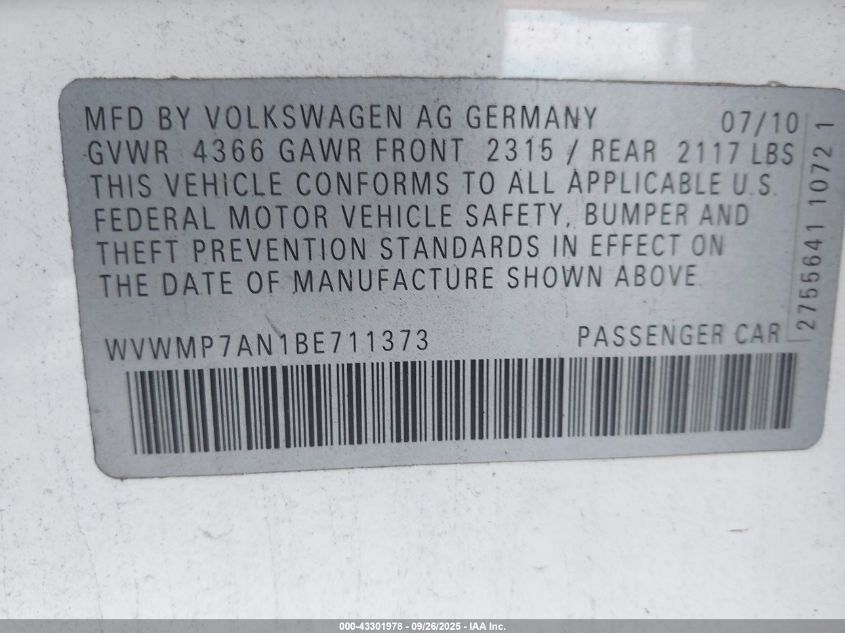 MFD BY VOLKSWAGEN AG GERMANY 07/10
GVWR 4366 GAWR FRONT 2315 / REAR 2117 LBS
THIS VEHICLE CONFORMS TO ALL APPLICABLE U.S.
FEDERAL MOTOR VEHICLE SAFETY, BUMPER AND
THEFT PREVENTION STANDARDS IN EFFECT ON
THE DATE OF MANUFACTURE SHOWN ABOVE.
WVWMP7AN1BE711373 PASSENGER CAR
2755641 1072 1
000-43301978 - 09/26/2025 - IAA Inc.